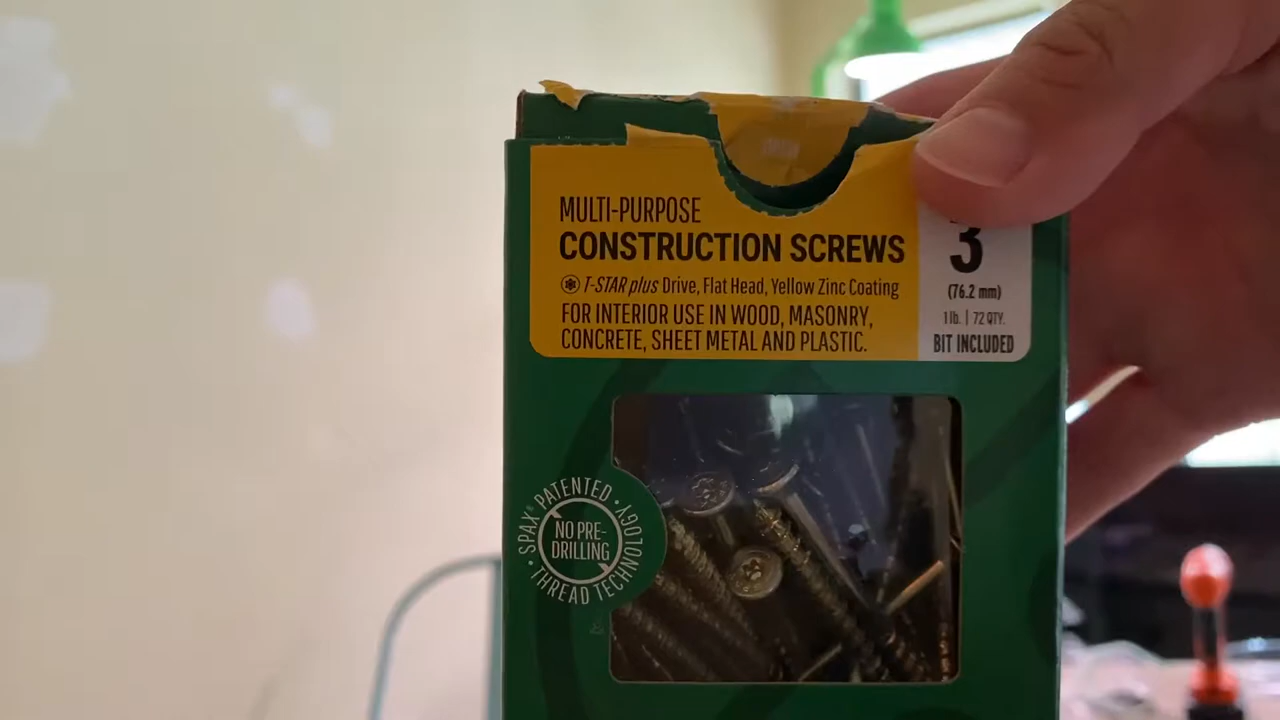 MULTI-PURPOSE
CONSTRUCTION SCREWS
T-STAR plus Drive, Flat Head, Yellow Zinc Coating
FOR INTERIOR USE IN WOOD, MASONRY,
CONCRETE, SHEET METAL AND PLASTIC.
3
(76.2 mm)
1 lb. | 72 QTY.
BIT INCLUDED
SPAX® PATENTED
NO PRE-
DRILLING
THREAD TECHNOLOGY